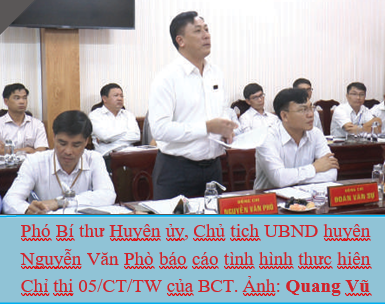 ĐỒNG CHÍ
NGUYỄN VĂN PHÒ
ĐỒNG CHÍ
ĐOÀN VĂN DŨ
Phó Bí thư Huyện ủy, Chủ tịch UBND huyện
Nguyễn Văn Phò báo cáo tình hình thực hiện
Chỉ thị 05/CT/TW của BCT. Ảnh: Quang Vũ